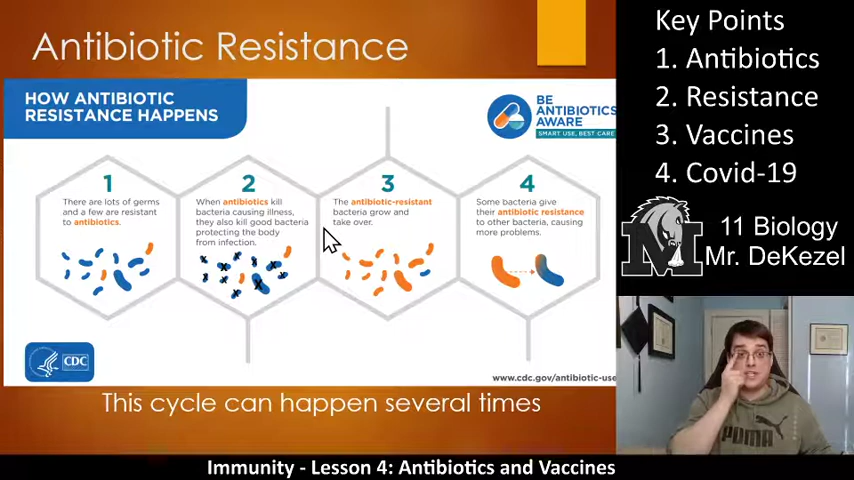 Antibiotic Resistance
HOW ANTIBIOTIC
RESISTANCE HAPPENS
BE
ANTIBIOTICS
AWARE
SMART USE, BEST CARE
1
There are lots of germs
and a few are resistant
to antibiotics.
2
When antibiotics kill
bacteria causing illness,
they also kill good bacteria
protecting the body
from infection.
3
The antibiotic-resistant
bacteria grow and
take over.
4
Some bacteria give
their antibiotic resistance
to other bacteria, causing
more problems.
CDC
www.cdc.gov/antibiotic-use
This cycle can happen several times
Key Points
1. Antibiotics
2. Resistance
3. Vaccines
4. Covid-19
M
11 Biology
Mr. DeKezel
PUMA
Immunity - Lesson 4: Antibiotics and Vaccines